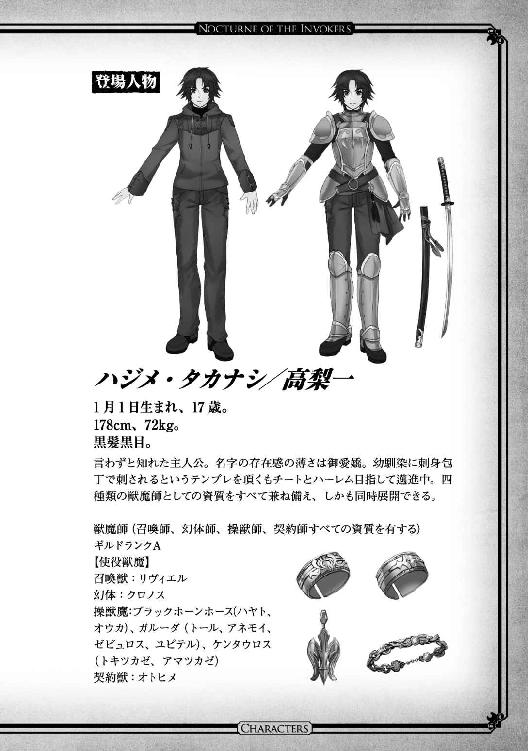 NOCTURNE OF THE INVOKERS
登場人物
ハジメ・タカナシ／高梨一
1月1日生まれ、17歳。
178cm、72kg。
黒髪黒目。
言わずと知れた主人公。名字の存在感の薄さは御愛嬌。幼馴染に刺身包
丁で刺されるというテンプレを頂くもチートとハーレム目指して邁進中。四
種類の獣魔師としての資質をすべて兼ね備え、しかも同時展開できる。
獣魔師（召喚師、幻体師、操獣師、契約師すべての資質を有する）
ギルドランクA
【使役獣魔】
召喚獣：リヴィエル
幻体：クロノス
操獣魔：ブラックホーンホース（ハヤト、
オウカ）、ガルーダ（トール、アネモイ、
ゼピュロス、ユピテル）、ケンタウロス
（トキツカゼ、アマツカゼ）
契約獣：オトヒメ
CHARACTERS